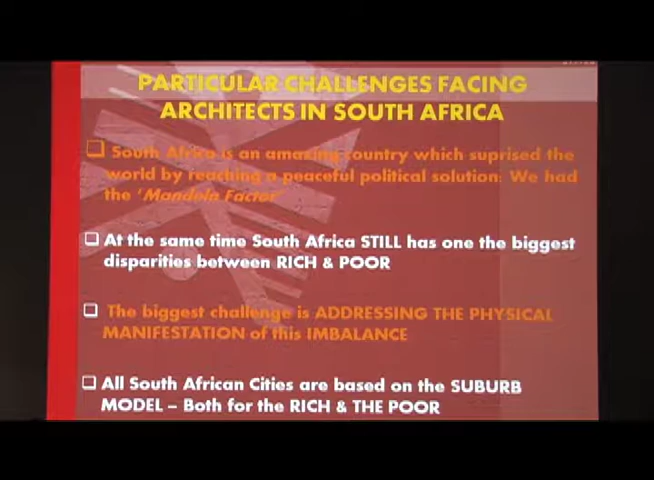 PARTICULAR CHALLENGES FACING
ARCHITECTS IN SOUTH AFRICA
South Africa is an amazing country which suprised the
world by reaching a peaceful political solution. We had
the 'Mandela Factor'
At the same time South Africa STILL has one the biggest
disparities between RICH & POOR
The biggest challenge is ADDRESSING THE PHYSICAL
MANIFESTATION of this IMBALANCE
All South African Cities are based on the SUBURB
MODEL – Both for the RICH & THE POOR